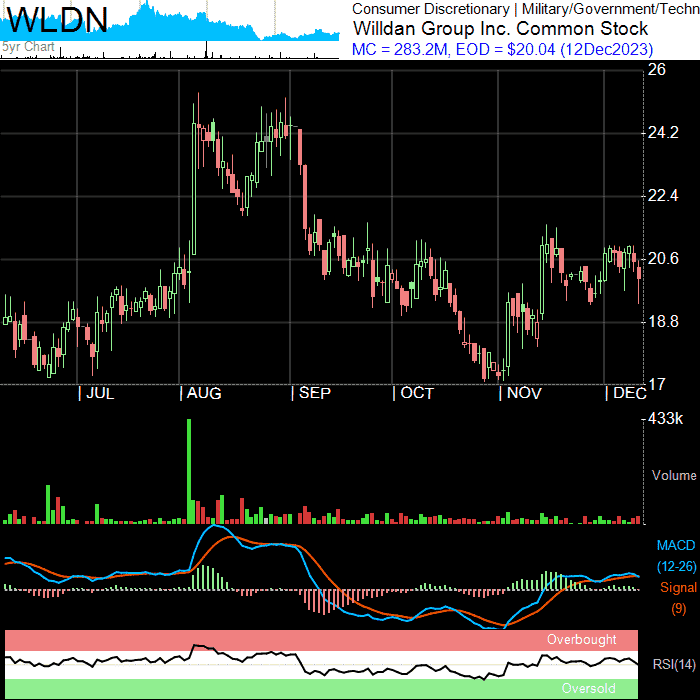 WLDN
5yr Chart
Consumer Discretionary | Military/Government/Techn
Willdan Group Inc. Common Stock
MC = 283.2M, EOD = $20.04 (12Dec2023)
26
24.2
22.4
20.6
18.8
17
| JUL | AUG | SEP | OCT | NOV | DEC
433k
Volume
MACD
(12-26)
Signal
(9)
Overbought
RSI(14)
Oversold